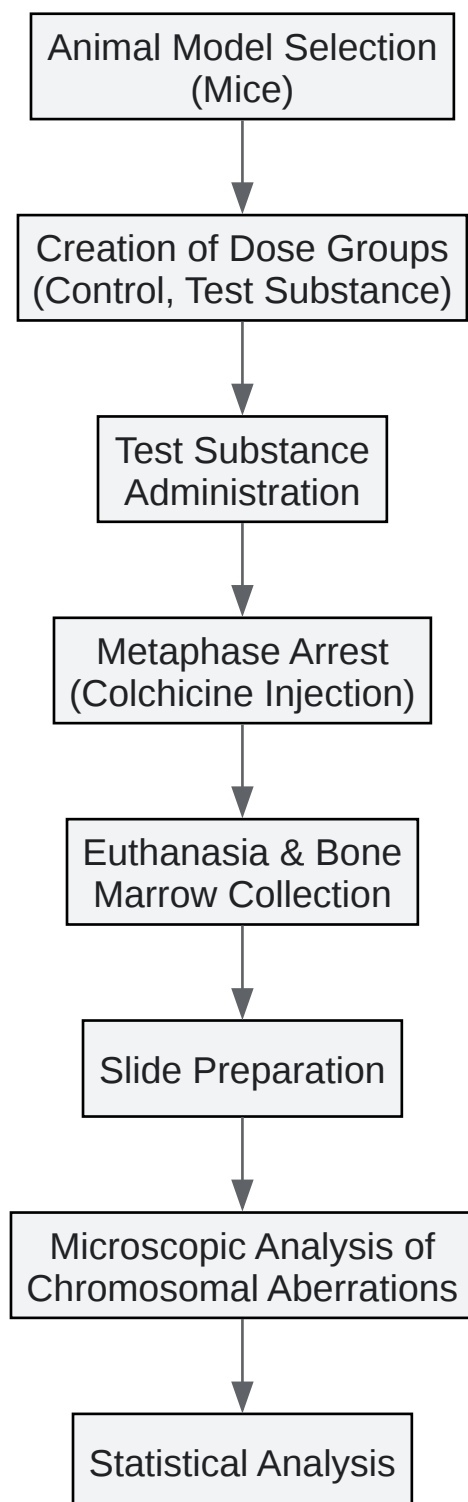 Animal Model Selection
(Mice)
Creation of Dose Groups
(Control, Test Substance)
Test Substance
Administration
Metaphase Arrest
(Colchicine Injection)
Euthanasia & Bone
Marrow Collection
Slide Preparation
Microscopic Analysis of
Chromosomal Aberrations
Statistical Analysis